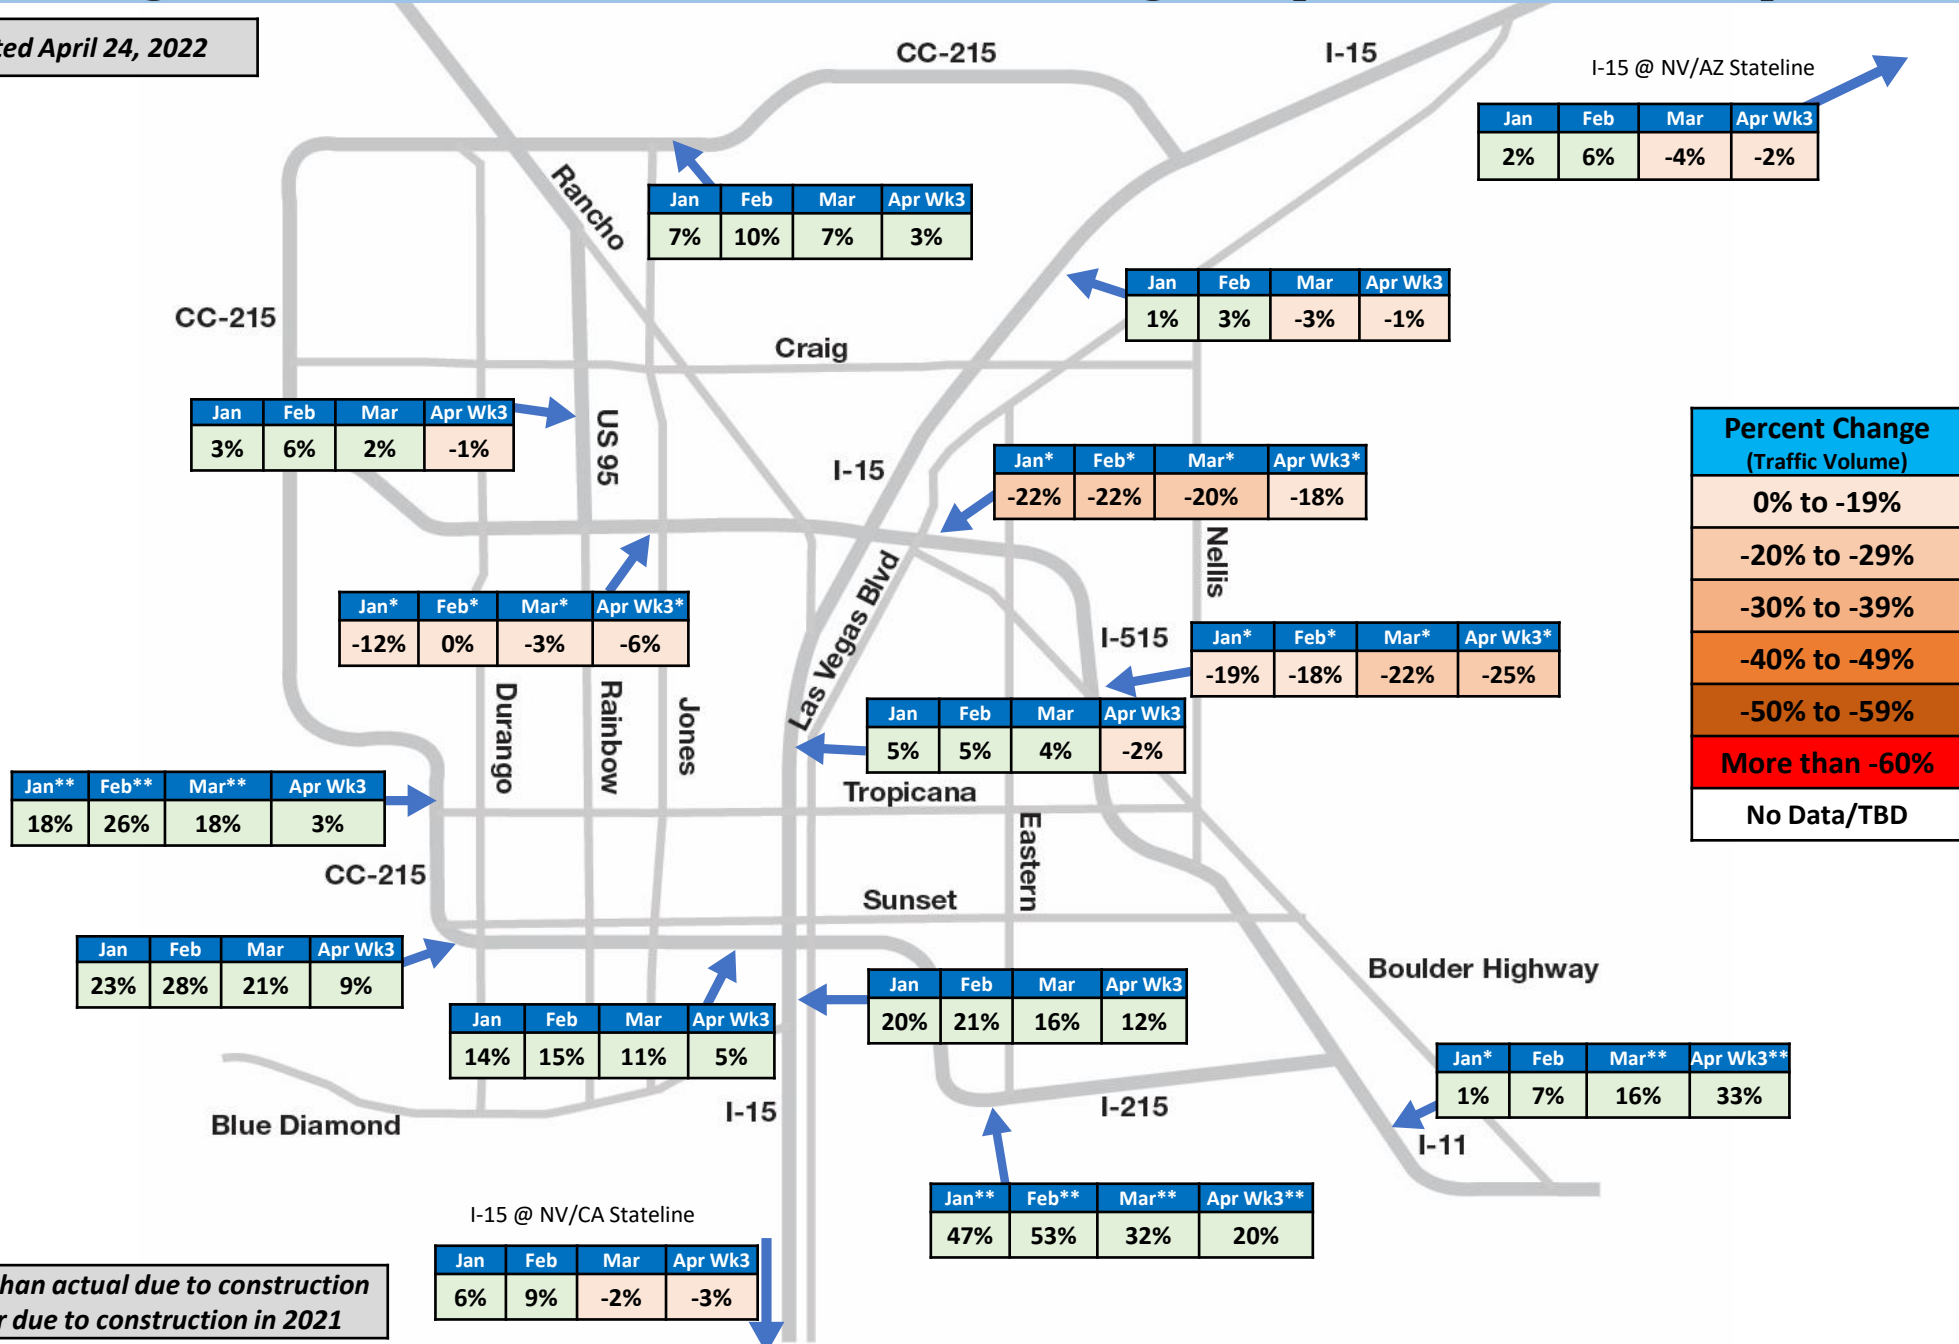 ted April 24, 2022
CC-215
I-15
I-15 @ NV/AZ Stateline
Jan Feb Mar Apr Wk3
2% 6% -4% -2%
Rancho
Jan Feb Mar Apr Wk3
7% 10% 7% 3%
Jan Feb Mar Apr Wk3
1% 3% -3% -1%
CC-215
Craig
Jan Feb Mar Apr Wk3
3% 6% 2% -1%
US 95
I-15
Jan* Feb* Mar* Apr Wk3*
-22% -22% -20% -18%
Nellis
Percent Change
(Traffic Volume)
0% to -19%
-20% to -29%
-30% to -39%
-40% to -49%
-50% to -59%
More than -60%
No Data/TBD
Jan* Feb* Mar* Apr Wk3*
-12% 0% -3% -6%
Las Vegas Blvd
I-515
Jan* Feb* Mar* Apr Wk3*
-19% -18% -22% -25%
Durango
Rainbow
Jones
Jan Feb Mar Apr Wk3
5% 5% 4% -2%
Jan** Feb** Mar** Apr Wk3
18% 26% 18% 3%
Tropicana
Eastern
CC-215
Sunset
Jan Feb Mar Apr Wk3
23% 28% 21% 9%
Boulder Highway
Jan Feb Mar Apr Wk3
20% 21% 16% 12%
Jan Feb Mar Apr Wk3
14% 15% 11% 5%
Jan* Feb Mar** Apr Wk3**
1% 7% 16% 33%
Blue Diamond
I-15
I-215
I-11
Jan** Feb** Mar** Apr Wk3**
47% 53% 32% 20%
I-15 @ NV/CA Stateline
Jan Feb Mar Apr Wk3
6% 9% -2% -3%
han actual due to construction
r due to construction in 2021